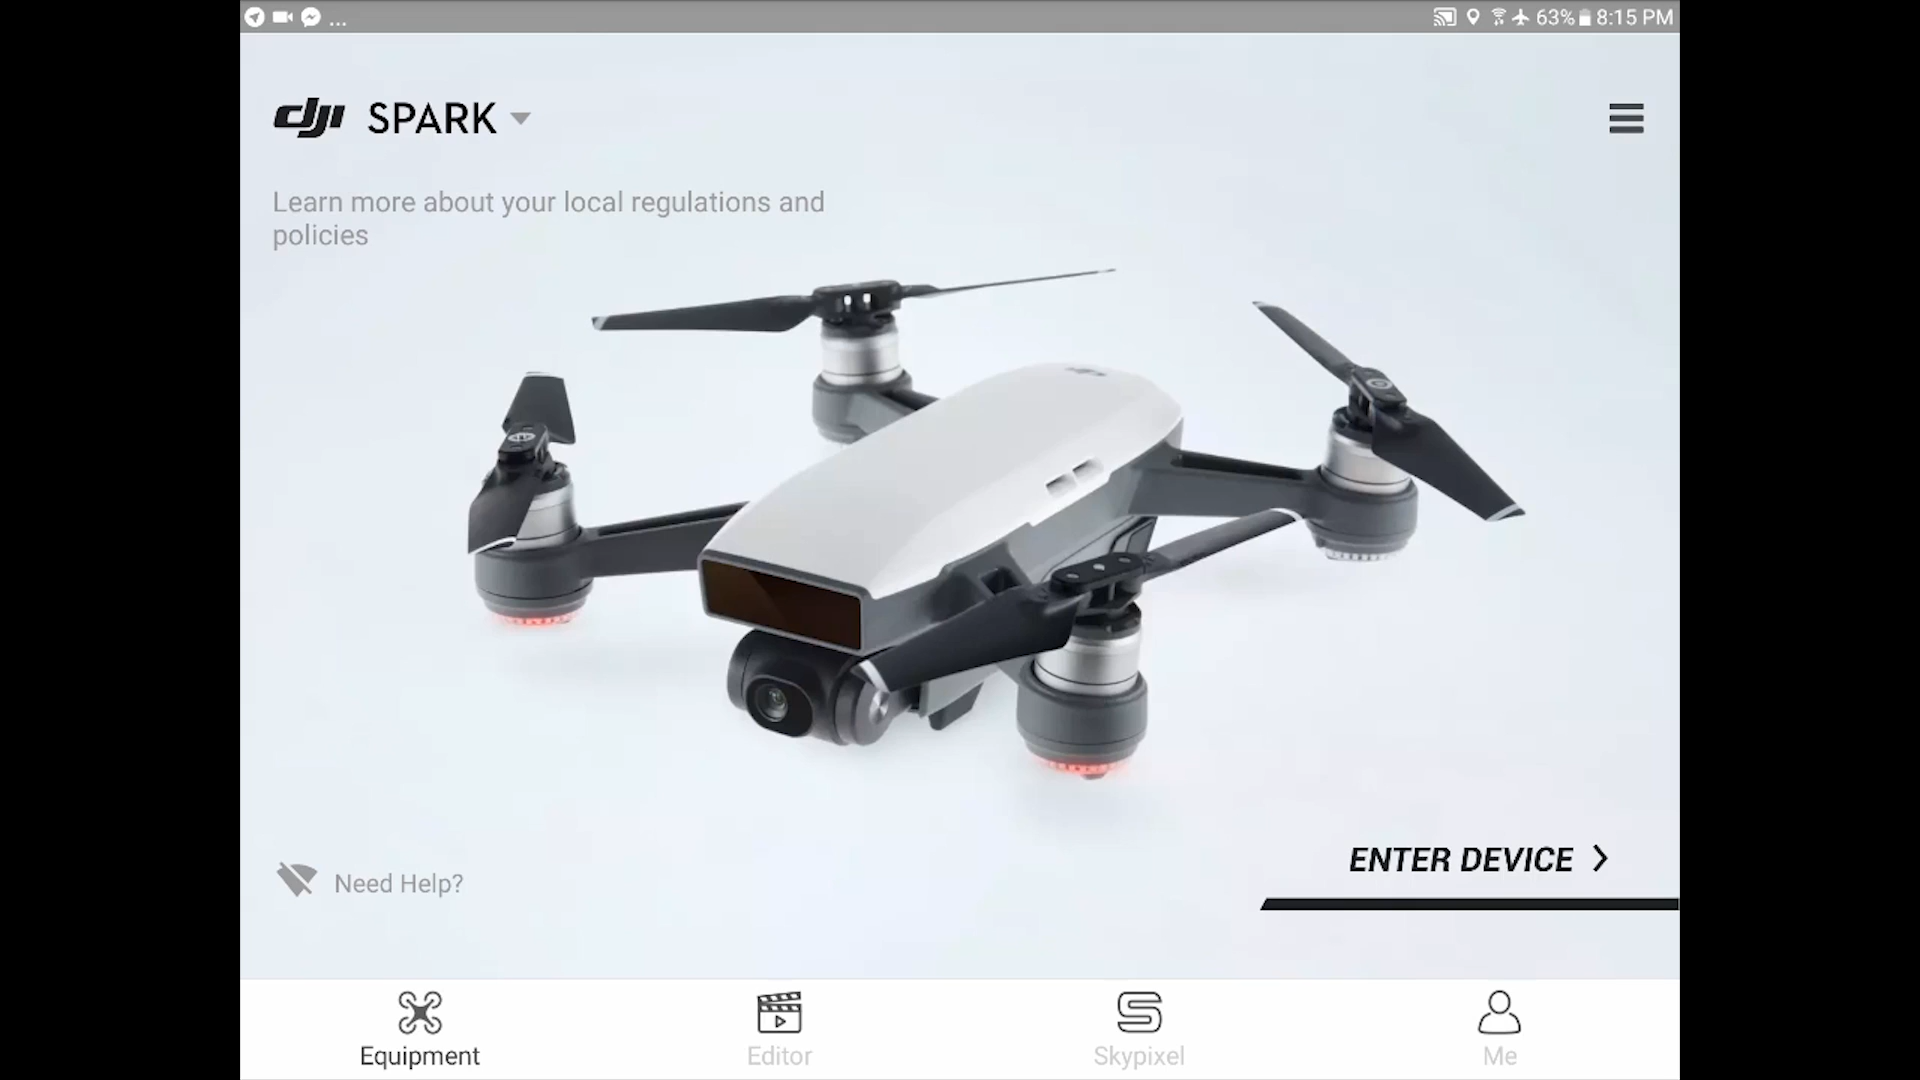 ...
63% 8:15 PM
dji SPARK
Learn more about your local regulations and
policies
Need Help?
ENTER DEVICE >
Equipment
Editor
Skypixel
Me